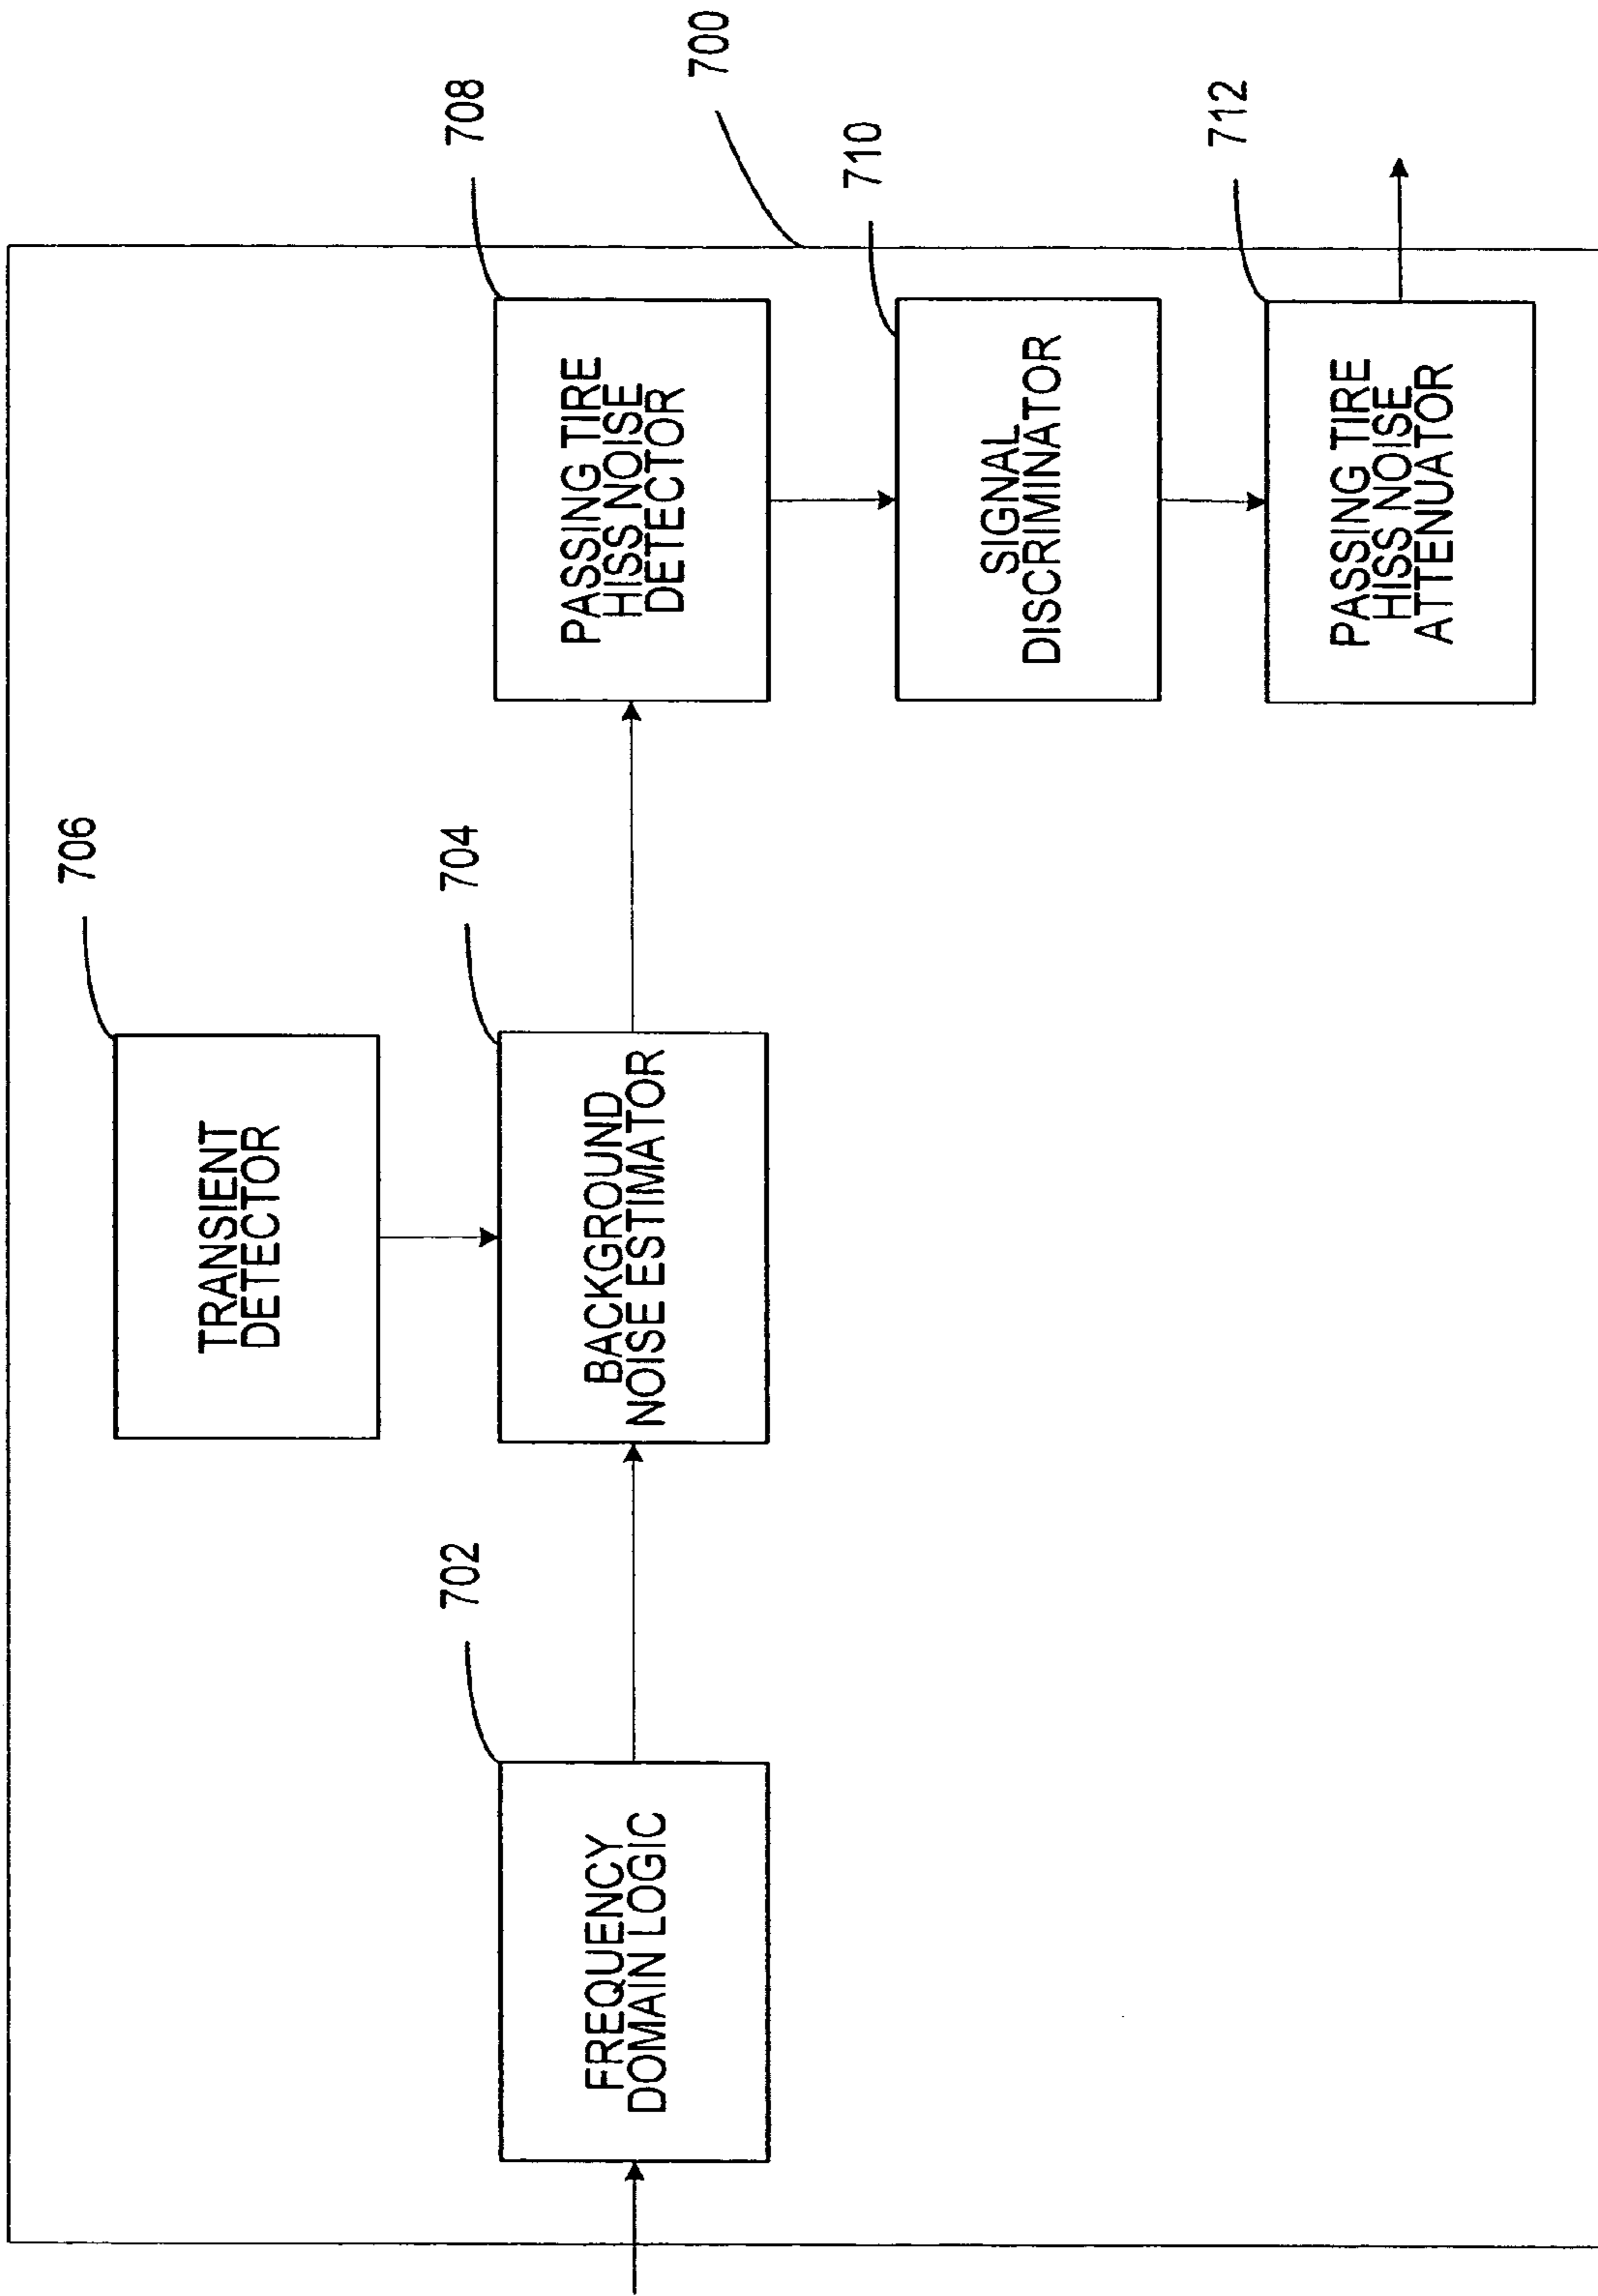 706
TRANSIENT
DETECTOR
702
FREQUENCY
DOMAIN LOGIC
704
BACKGROUND
NOISE ESTIMATOR
708
PASSING TIRE
HISS NOISE
DETECTOR
700
710
SIGNAL
DISCRIMINATOR
712
PASSING TIRE
HISS NOISE
ATTENUATOR